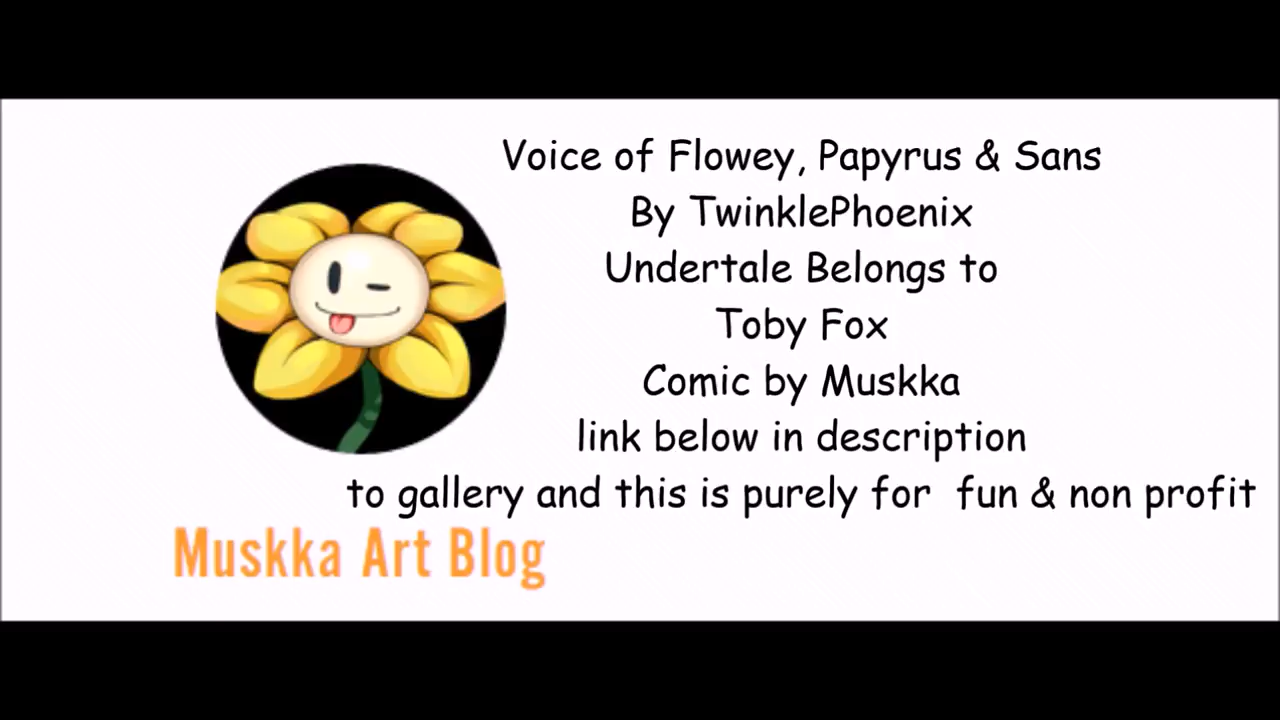 Voice of Flowey, Papyrus & Sans
By TwinklePhoenix
Undertale Belongs to
Toby Fox
Comic by Muskka
link below in description
to gallery and this is purely for  fun & non profit
Muskka Art Blog